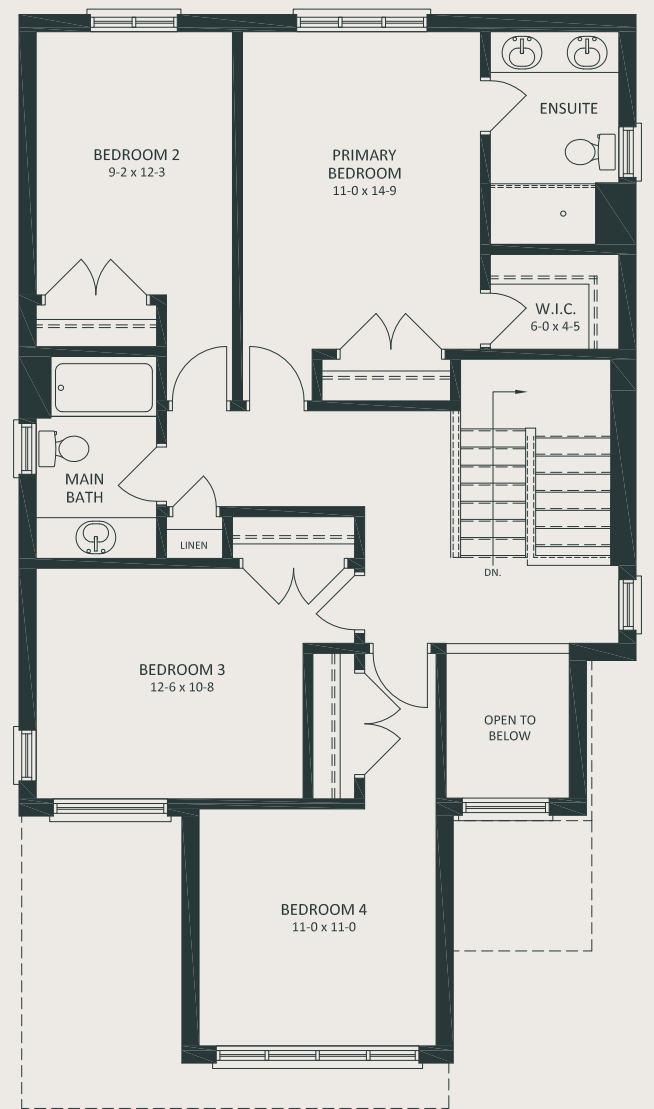 BEDROOM 2
9-2 x 12-3
PRIMARY
BEDROOM
11-0 x 14-9
ENSUITE
W.I.C.
6-0 x 4-5
MAIN
BATH
LINEN
DN.
BEDROOM 3
12-6 x 10-8
OPEN TO
BELOW
BEDROOM 4
11-0 x 11-0